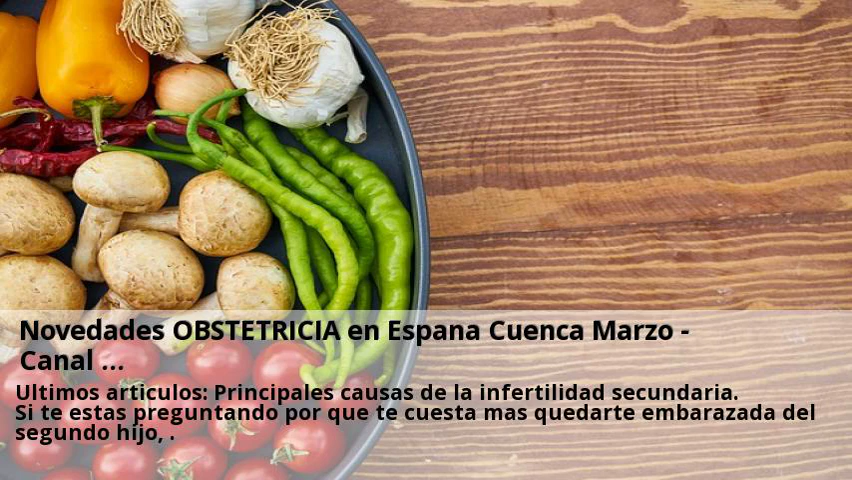 Novedades OBSTETRICIA en Espana Cuenca Marzo -
Canal ...
Ultimos articulos: Principales causas de la infertilidad secundaria.
Si te estas preguntando por que te cuesta mas quedarte embarazada del
segundo hijo, .